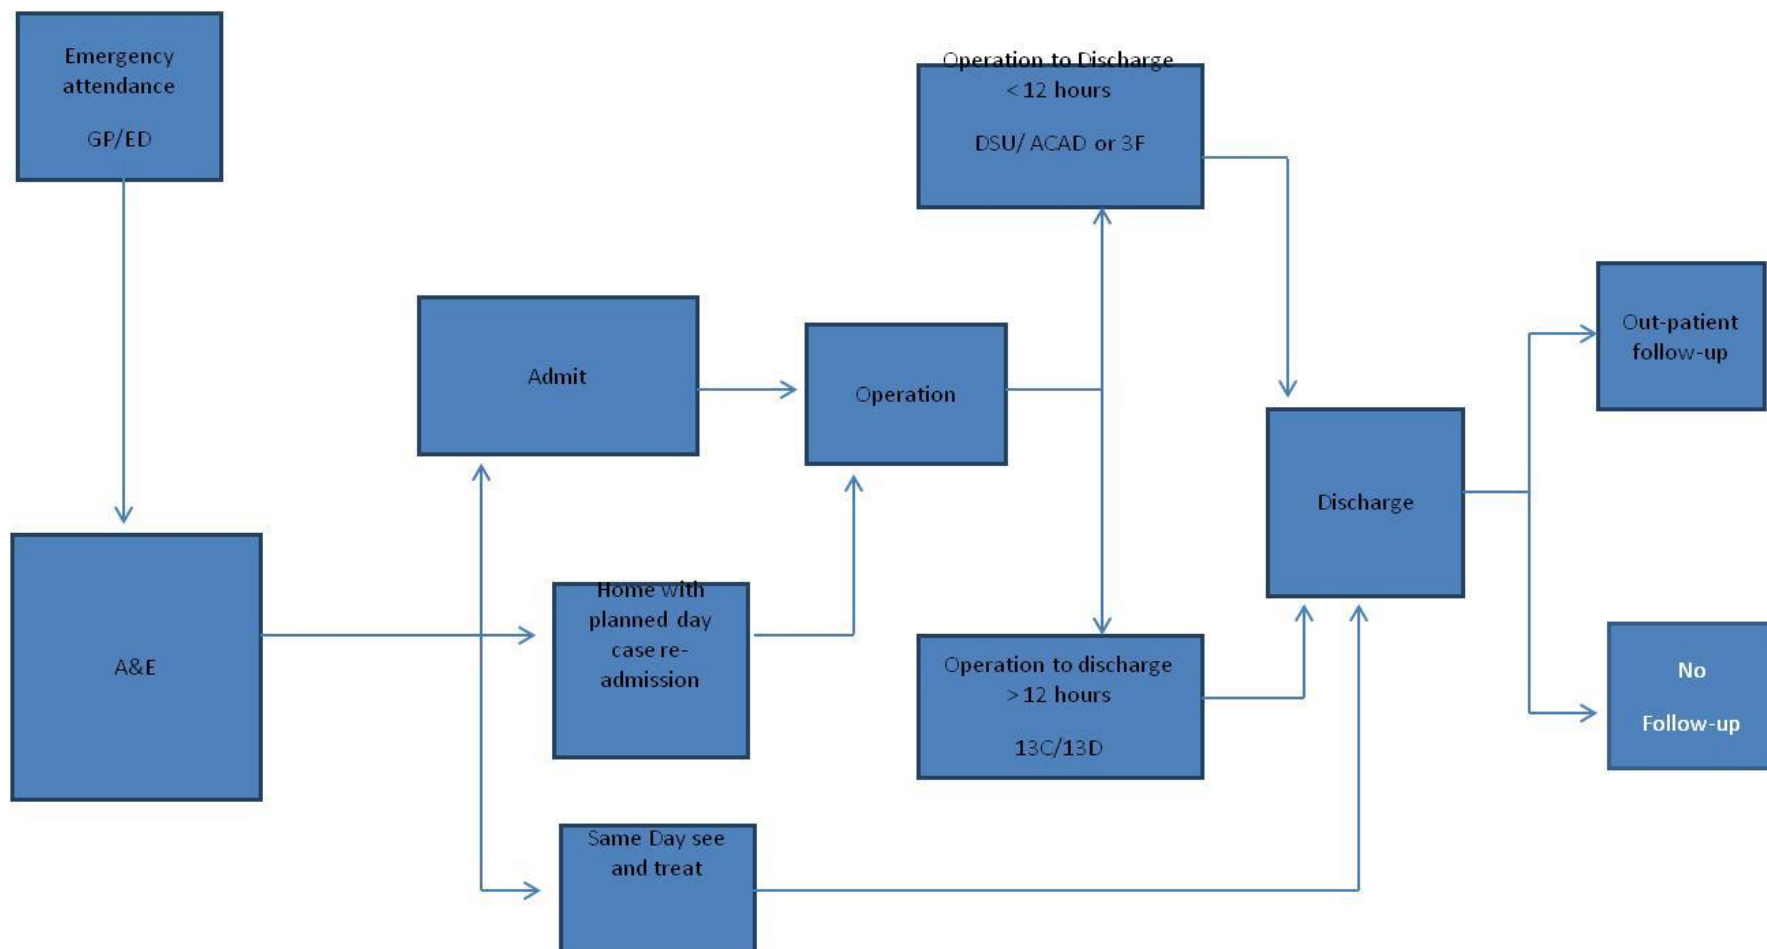 Emergency
attendance
GP/ED
A&E
Admit
Home with
planned day
case re-
admission
Same Day see
and treat
Operation
Operation to Discharge
< 12 hours
DSU/ ACAD or 3F
Operation to discharge
> 12 hours
13C/13D
Discharge
Out-patient
follow-up
No
Follow-up